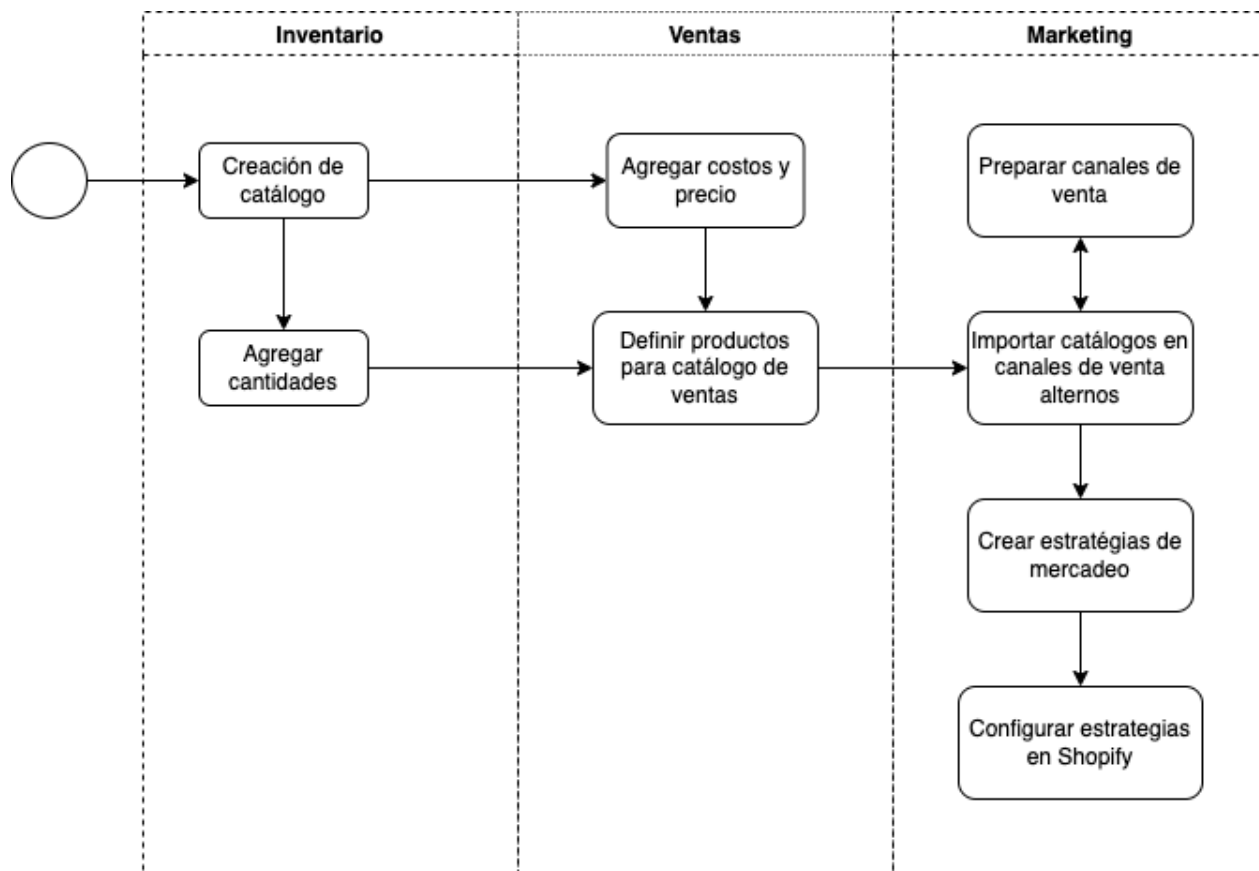 Inventario
Ventas
Marketing
Creación de
catálogo
Agregar costos y
precio
Preparar canales de
venta
Agregar
cantidades
Definir productos
para catálogo de
ventas
Importar catálogos en
canales de venta
alternos
Crear estratégias de
mercadeo
Configurar estrategias
en Shopify